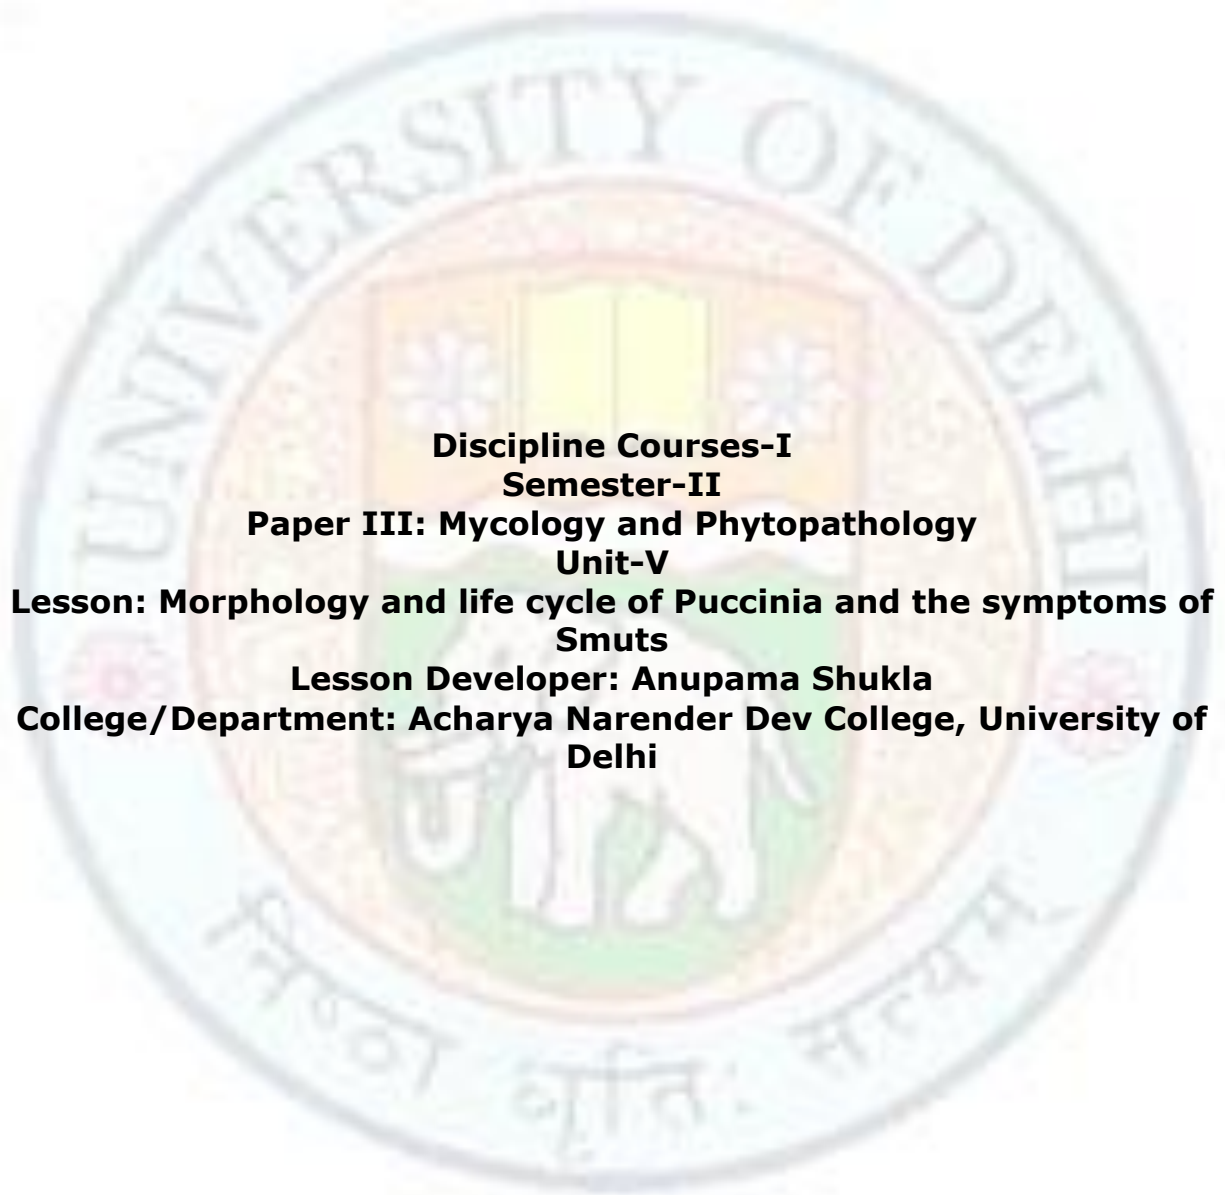 UNIVERSITY OF DELHI
Discipline Courses-I
Semester-II
Paper III: Mycology and Phytopathology
Unit-V
Lesson: Morphology and life cycle of Puccinia and the symptoms of
Smuts
Lesson Developer: Anupama Shukla
College/Department: Acharya Narender Dev College, University of
Delhi